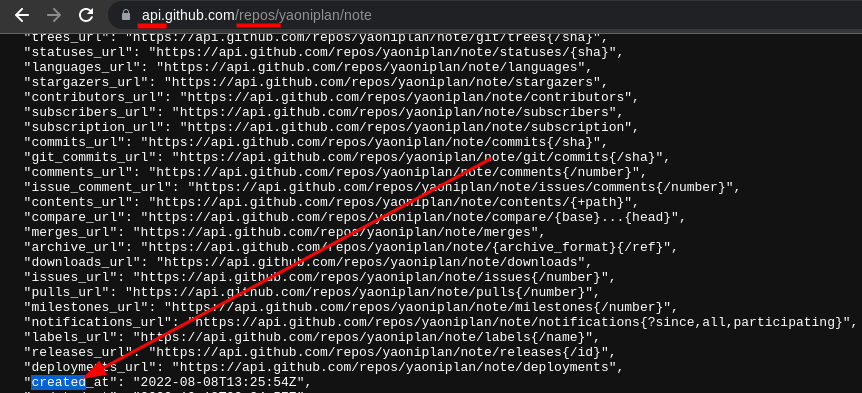 api.github.com/repos/yaoniplan/note
"trees_url": "https://api.github.com/repos/yaoniplan/note/git/trees{/sha}",
"statuses_url": "https://api.github.com/repos/yaoniplan/note/statuses/{sha}",
"languages_url": "https://api.github.com/repos/yaoniplan/note/languages",
"stargazers_url": "https://api.github.com/repos/yaoniplan/note/stargazers",
"contributors_url": "https://api.github.com/repos/yaoniplan/note/contributors",
"subscribers_url": "https://api.github.com/repos/yaoniplan/note/subscribers",
"subscription_url": "https://api.github.com/repos/yaoniplan/note/subscription",
"commits_url": "https://api.github.com/repos/yaoniplan/note/commits{/sha}",
"git_commits_url": "https://api.github.com/repos/yaoniplan/note/git/commits{/sha}",
"comments_url": "https://api.github.com/repos/yaoniplan/note/comments{/number}",
"issue_comment_url": "https://api.github.com/repos/yaoniplan/note/issues/comments{/number}",
"contents_url": "https://api.github.com/repos/yaoniplan/note/contents/{+path}",
"compare_url": "https://api.github.com/repos/yaoniplan/note/compare/{base}...{head}",
"merges_url": "https://api.github.com/repos/yaoniplan/note/merges",
"archive_url": "https://api.github.com/repos/yaoniplan/note/{archive_format}{/ref}",
"downloads_url": "https://api.github.com/repos/yaoniplan/note/downloads",
"issues_url": "https://api.github.com/repos/yaoniplan/note/issues{/number}",
"pulls_url": "https://api.github.com/repos/yaoniplan/note/pulls{/number}",
"milestones_url": "https://api.github.com/repos/yaoniplan/note/milestones{/number}",
"notifications_url": "https://api.github.com/repos/yaoniplan/note/notifications{?since,all,participating}",
"labels_url": "https://api.github.com/repos/yaoniplan/note/labels{/name}",
"releases_url": "https://api.github.com/repos/yaoniplan/note/releases{/id}",
"deployments_url": "https://api.github.com/repos/yaoniplan/note/deployments",
"created_at": "2022-08-08T13:25:54Z",